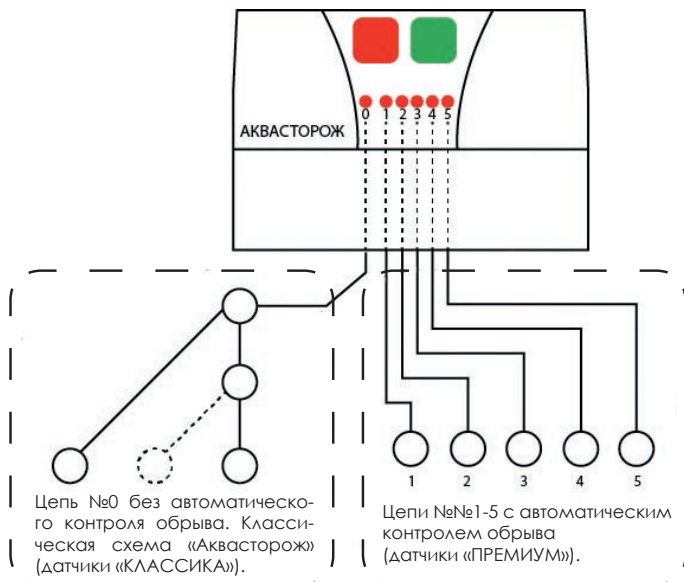 0 1 2 3 4 5
АКВАСТОРОЖ
1 2 3 4 5
Цепь №0 без автоматическо-
го контроля обрыва. Класси-
ческая схема «Аквасторож»
(датчики «КЛАССИКА»).
Цепи №№1-5 с автоматическим
контролем обрыва
(датчики «ПРЕМИУМ»).